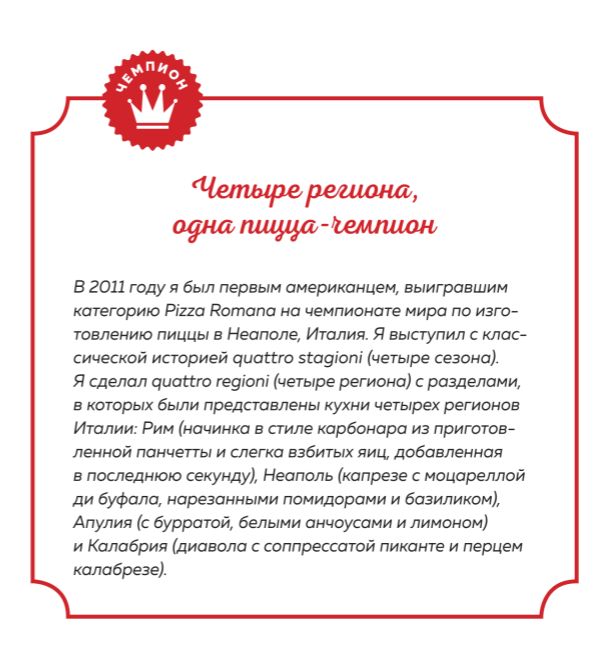 ЧЕМПИОН
Четыре региона,
одна пицца-чемпион
В 2011 году я был первым американцем, выигравшим
категорию Pizza Romana на чемпионате мира по изго-
товлению пиццы в Неаполе, Италия. Я выступил с клас-
сической историей quattro stagioni (четыре сезона).
Я сделал quattro regioni (четыре региона) с разделами,
в которых были представлены кухни четырех регионов
Италии: Рим (начинка в стиле карбонара из приготов-
ленной панчетты и слегка взбитых яиц, добавленная
в последнюю секунду), Неаполь (капрезе с моцареллой
ди буфала, нарезанными помидорами и базиликом),
Апулия (с бурратой, белыми анчоусами и лимоном)
и Калабрия (диавола с соппрессатой пиканте и перцем
калабрезе).